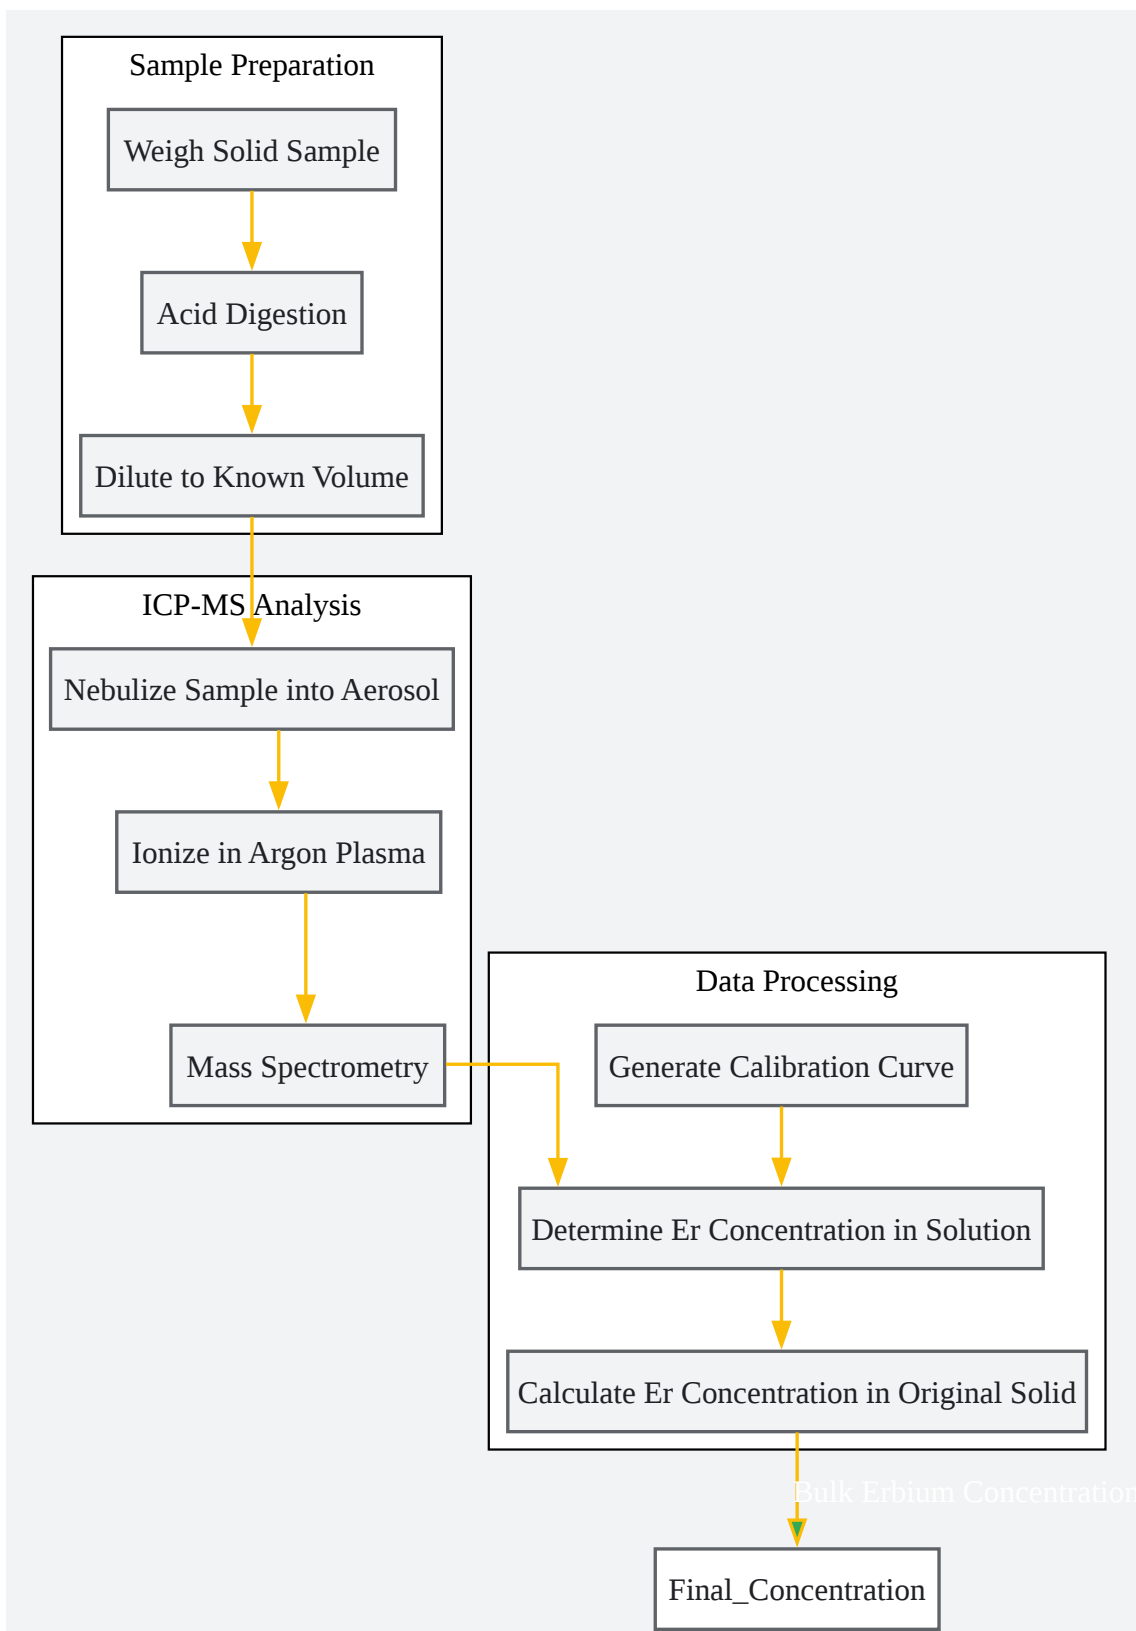 Sample Preparation
Weigh Solid Sample
Acid Digestion
Dilute to Known Volume
ICP-MS Analysis
Nebulize Sample into Aerosol
Ionize in Argon Plasma
Mass Spectrometry
Data Processing
Generate Calibration Curve
Determine Er Concentration in Solution
Calculate Er Concentration in Original Solid
Bulk Erbium Concentration
Final_Concentration